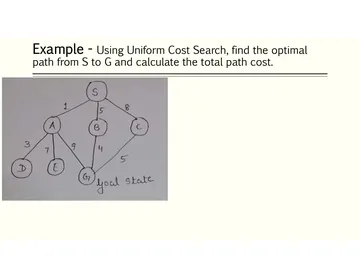 Example - Using Uniform Cost Search, find the optimal
path from S to G and calculate the total path cost.
S
1 5 8
A B C
3 7 9 4 5
D E G Goal state